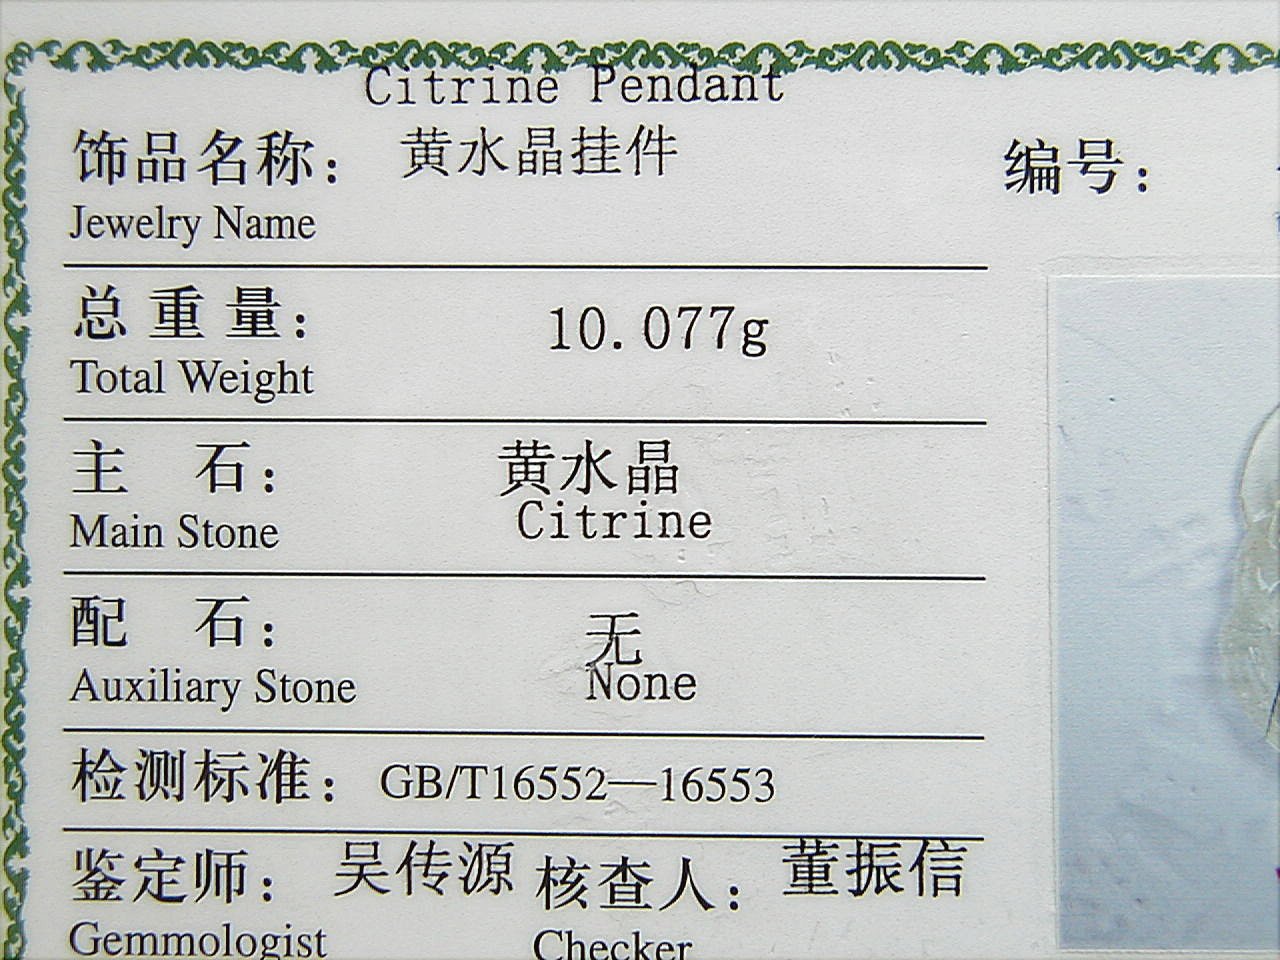 Citrine Pendant
饰品名称： 黄水晶挂件 编号：
Jewelry Name
总重量： 10.077g
Total Weight
主 石： 黄水晶
Main Stone Citrine
配 石： 无
Auxiliary Stone None
检测标准： GB/T16552—16553
鉴定师： 吴传源 核查人： 董振信
Gemmologist Checker